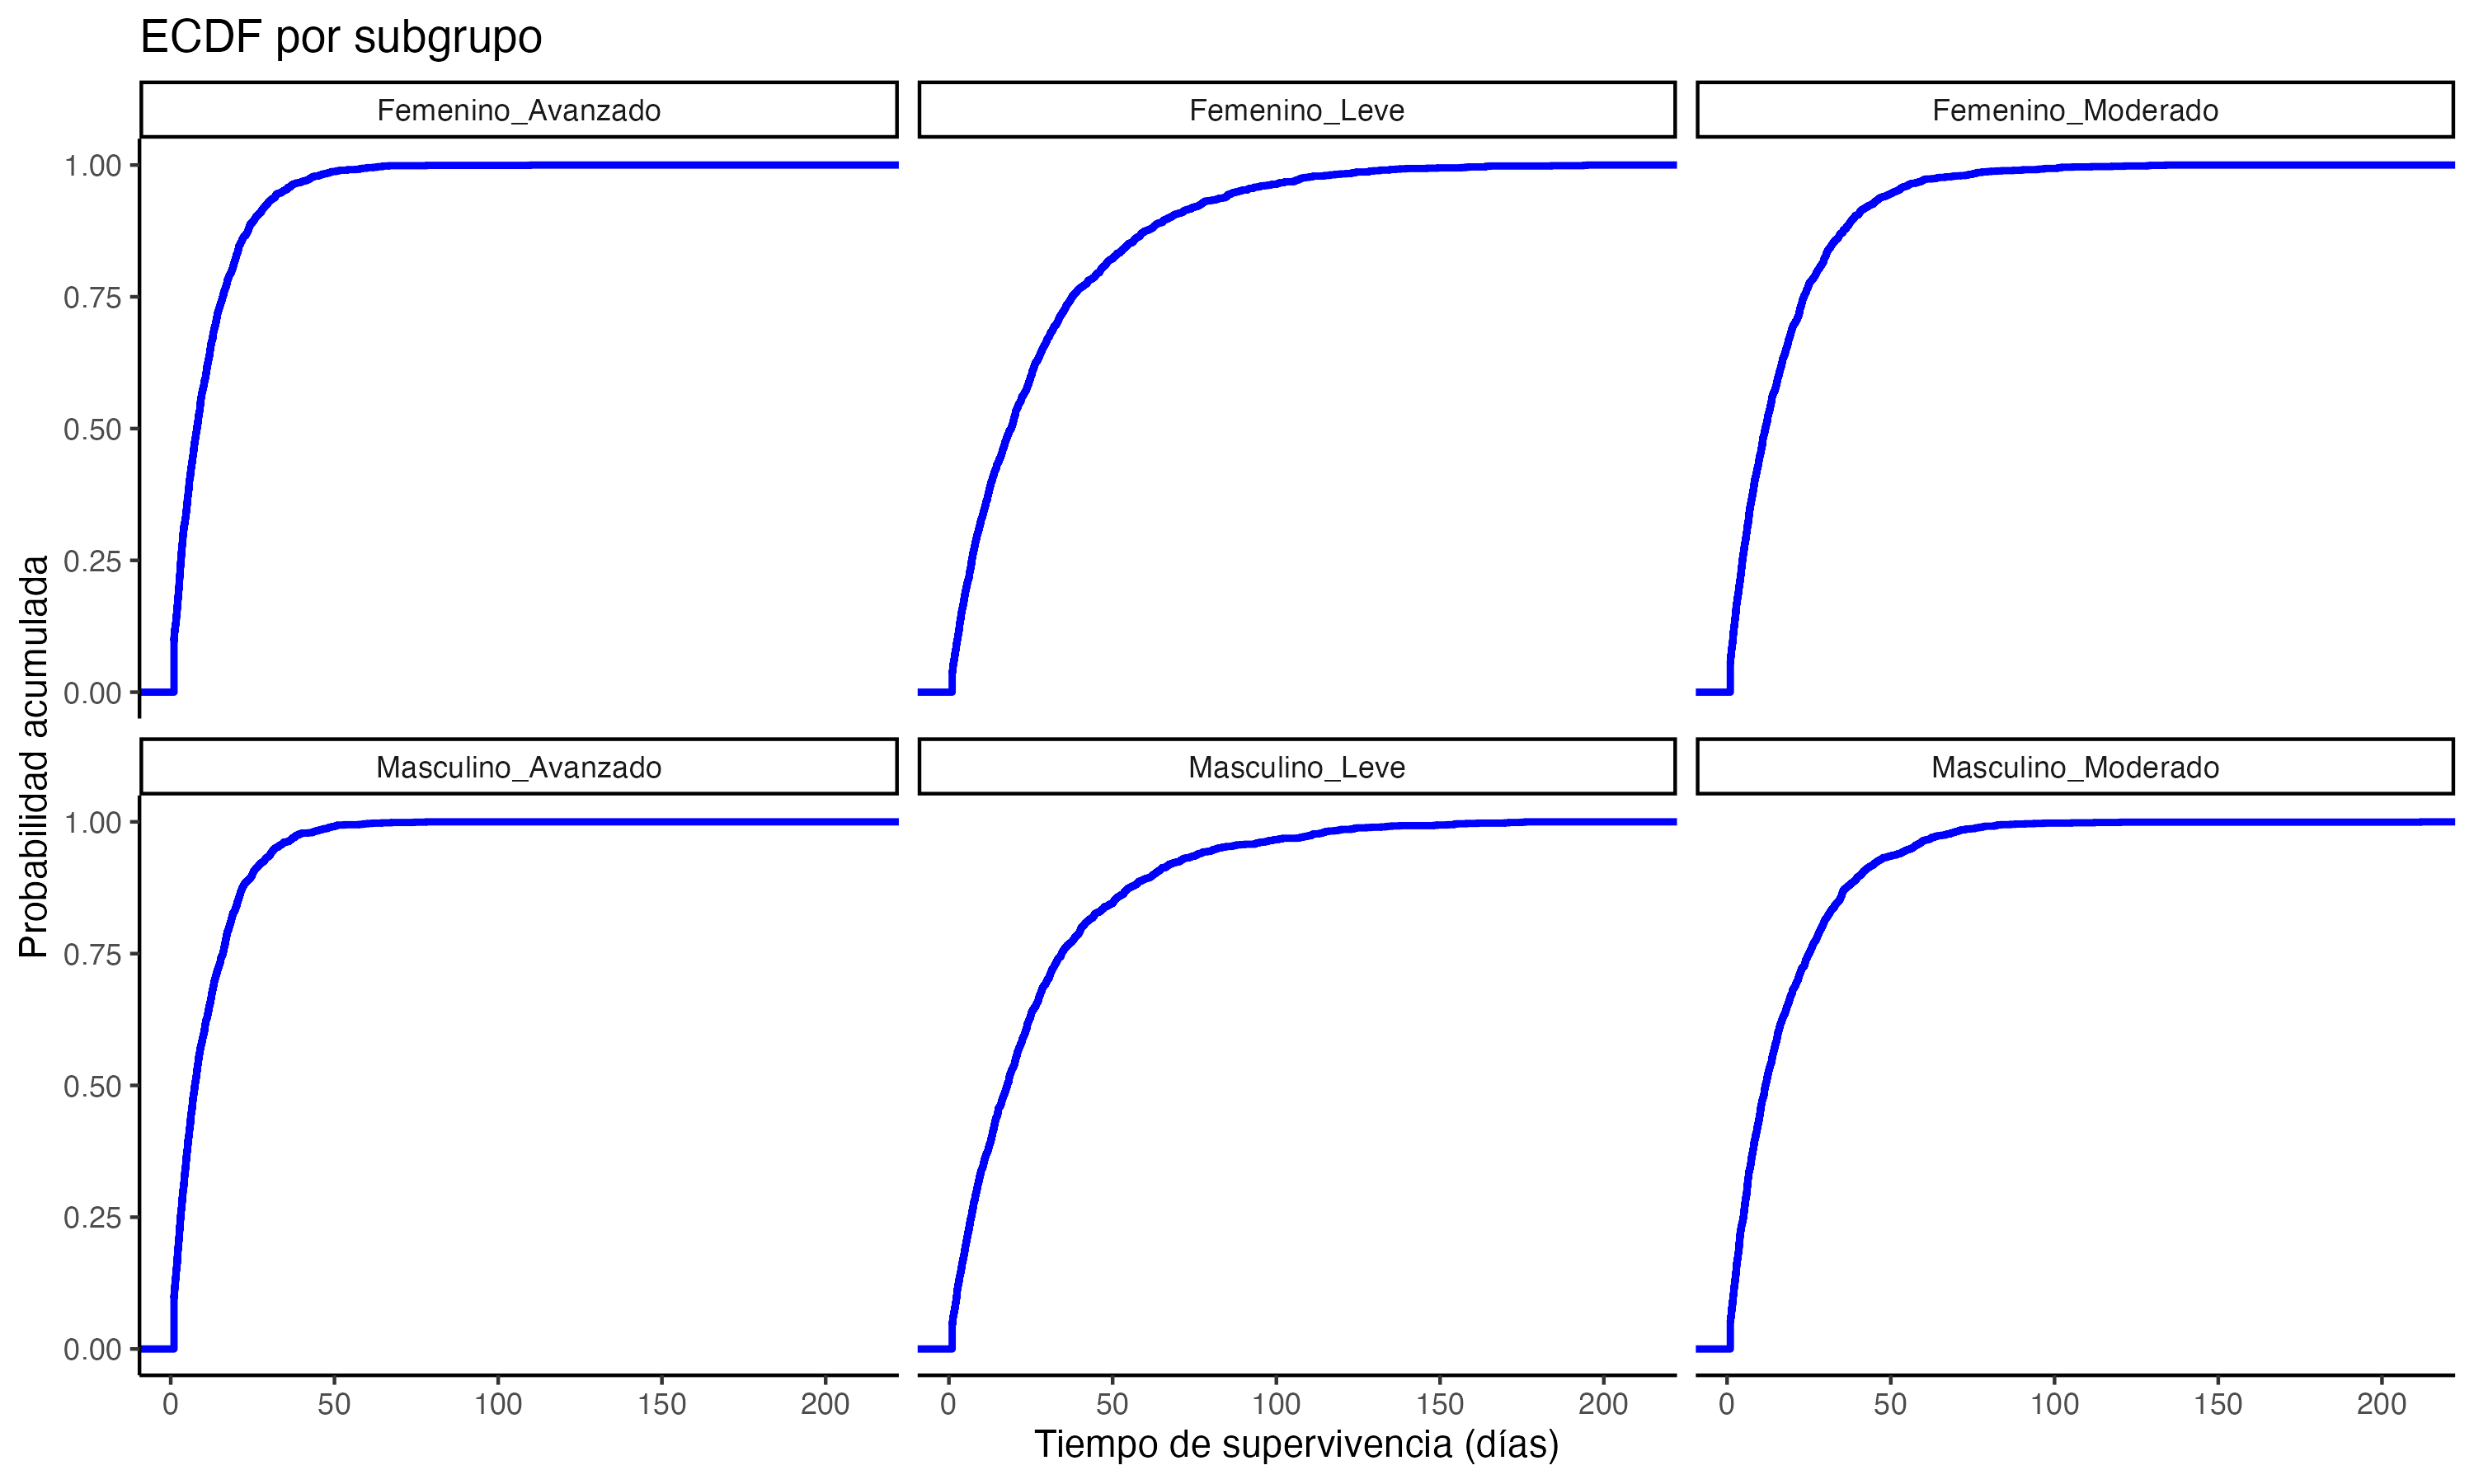 ECDF por subgrupo
Femenino_Avanzado
Femenino_Leve
Femenino_Moderado
1.00
0.75
0.50
0.25
0.00
Masculino_Avanzado
Masculino_Leve
Masculino_Moderado
1.00
0.75
0.50
0.25
0.00
Probabilidad acumulada
0 50 100 150 200
0 50 100 150 200
0 50 100 150 200
Tiempo de supervivencia (días)